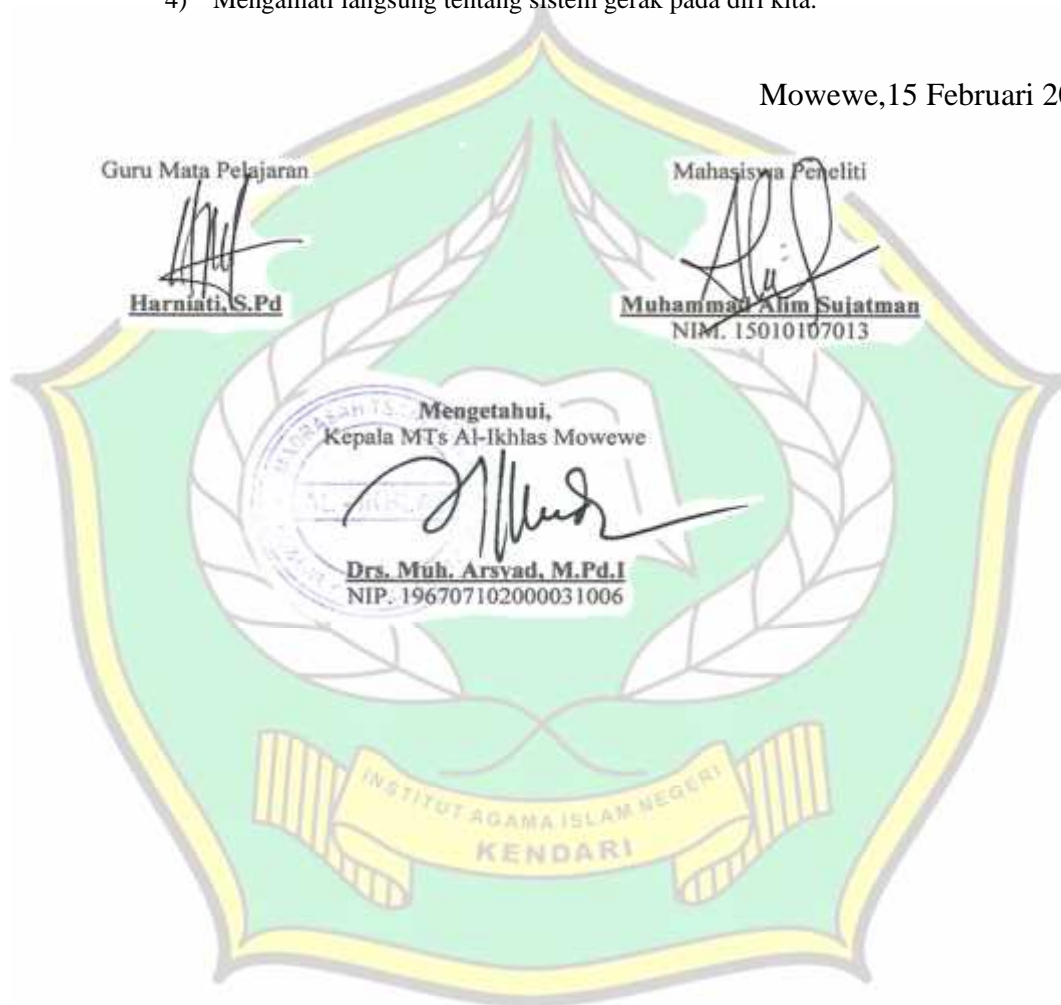 4) Mengamati langsung tentang sistem gerak pada diri kita.
Mowewe,15 Februari
Guru Mata Pelajaran
Mahasiswa Peneliti
Harniati, S.Pd
Muhammad Alim Sujatman
NIM. 15010107013
Mengetahui,
Kepala MTs Al-Ikhlas Mowewe
Drs. Muh. Arsyad, M.Pd.I
NIP. 196707102000031006
INSTITUT AGAMA ISLAM NEGERI
KENDARI